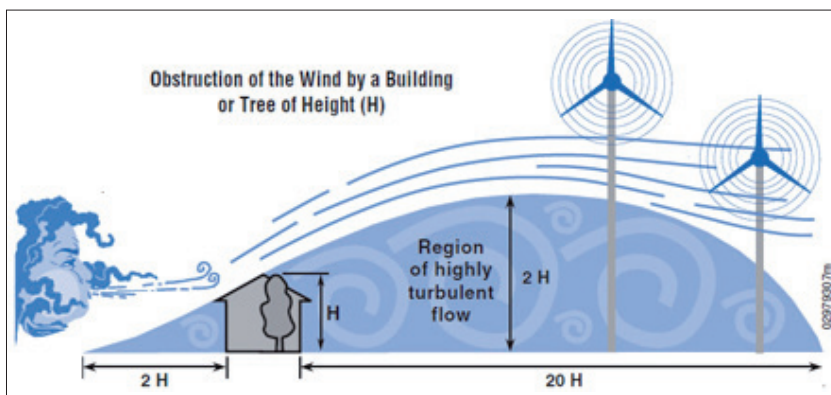 Obstruction of the Wind by a Building
or Tree of Height (H)
Region
of highly
turbulent
flow
2 H
H
2 H
20 H
02979307m